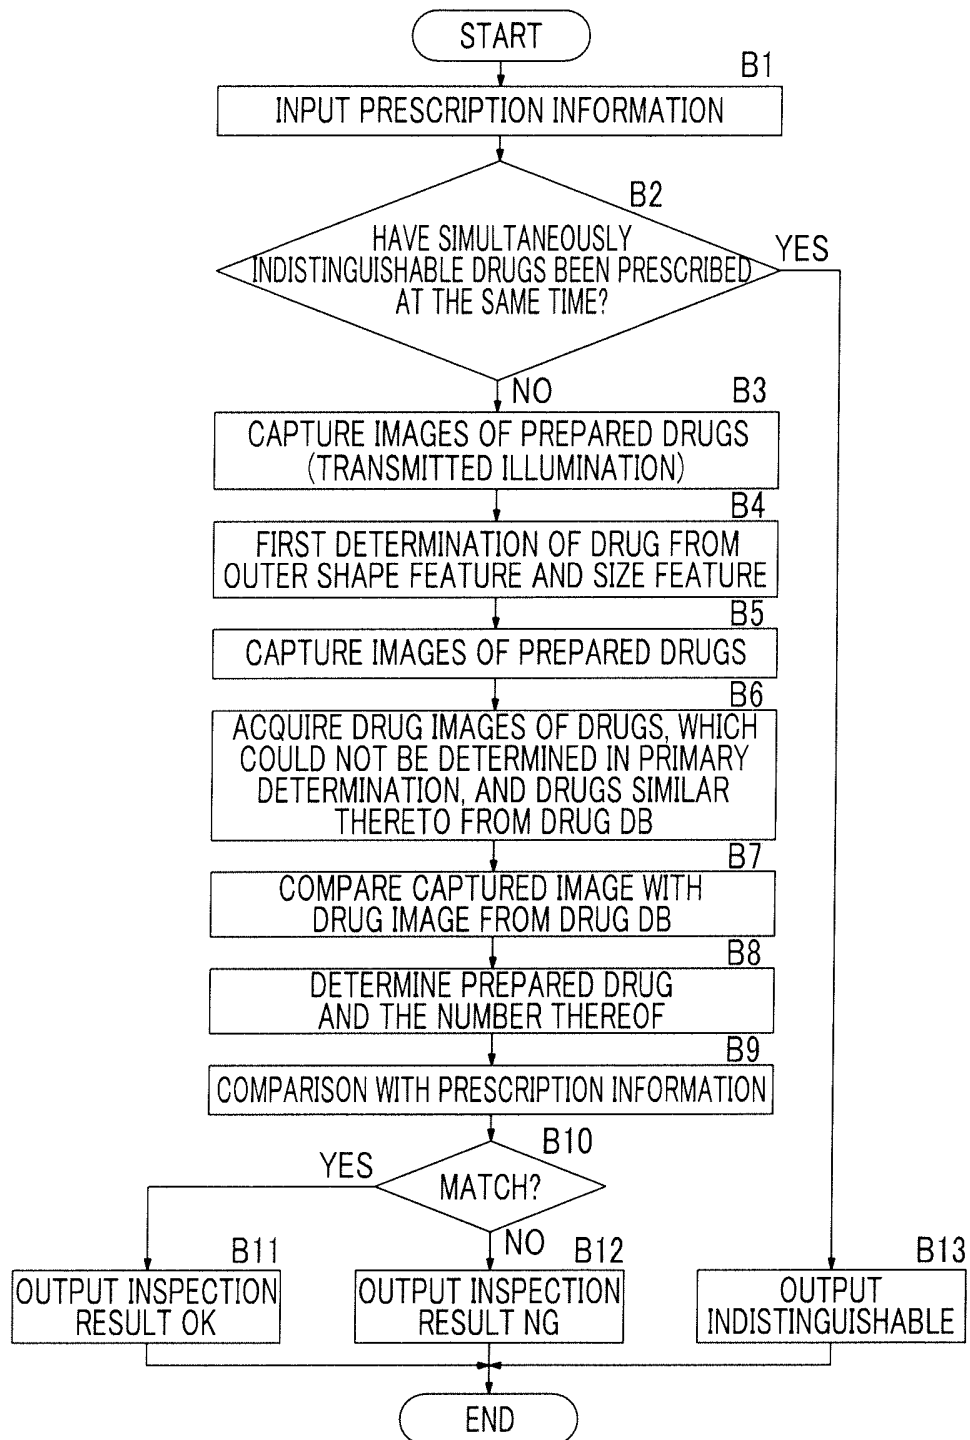 START
B1
INPUT PRESCRIPTION INFORMATION
B2
HAVE SIMULTANEOUSLY
INDISTINGUISHABLE DRUGS BEEN PRESCRIBED
AT THE SAME TIME?
YES
NO
B3
CAPTURE IMAGES OF PREPARED DRUGS
(TRANSMITTED ILLUMINATION)
B4
FIRST DETERMINATION OF DRUG FROM
OUTER SHAPE FEATURE AND SIZE FEATURE
B5
CAPTURE IMAGES OF PREPARED DRUGS
B6
ACQUIRE DRUG IMAGES OF DRUGS, WHICH
COULD NOT BE DETERMINED IN PRIMARY
DETERMINATION, AND DRUGS SIMILAR
THERETO FROM DRUG DB
B7
COMPARE CAPTURED IMAGE WITH
DRUG IMAGE FROM DRUG DB
B8
DETERMINE PREPARED DRUG
AND THE NUMBER THEREOF
B9
COMPARISON WITH PRESCRIPTION INFORMATION
B10
YES
MATCH?
NO
B11
OUTPUT INSPECTION
RESULT OK
B12
OUTPUT INSPECTION
RESULT NG
B13
OUTPUT
INDISTINGUISHABLE
END